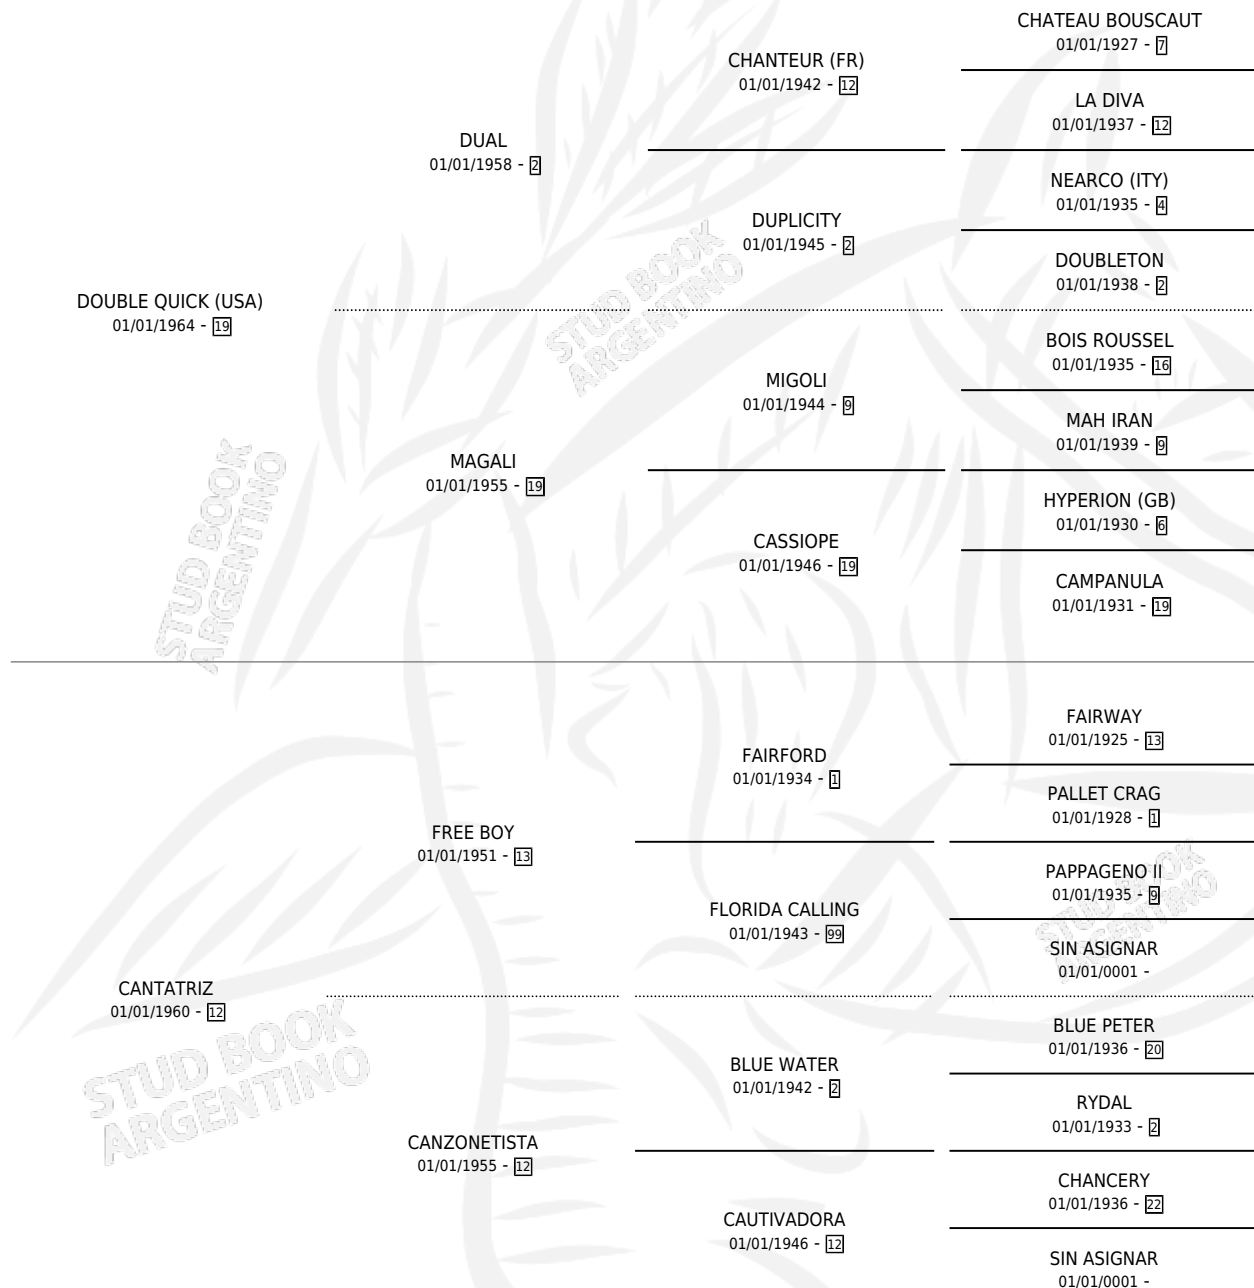 CHATEAU BOUSCAUT
01/01/1927 - 7
CHANTEUR (FR)
01/01/1942 - 12
LA DIVA
01/01/1937 - 12
DUAL
01/01/1958 - 2
NEARCO (ITY)
01/01/1935 - 4
DUPLICITY
01/01/1945 - 2
DOUBLETON
01/01/1938 - 2
DOUBLE QUICK (USA)
01/01/1964 - 19
BOIS ROUSSEL
01/01/1935 - 16
MIGOLI
01/01/1944 - 9
MAH IRAN
01/01/1939 - 9
MAGALI
01/01/1955 - 19
HYPERION (GB)
01/01/1930 - 6
CASSIOPE
01/01/1946 - 19
CAMPANULA
01/01/1931 - 19
FAIRWAY
01/01/1925 - 13
FAIRFORD
01/01/1934 - 1
PALLET CRAG
01/01/1928 - 1
FREE BOY
01/01/1951 - 13
PAPPAGENO II
01/01/1935 - 9
FLORIDA CALLING
01/01/1943 - 99
SIN ASIGNAR
01/01/0001 -
CANTATRIZ
01/01/1960 - 12
BLUE PETER
01/01/1936 - 20
BLUE WATER
01/01/1942 - 2
RYDAL
01/01/1933 - 2
CANZONETISTA
01/01/1955 - 12
CHANCERY
01/01/1936 - 22
CAUTIVADORA
01/01/1946 - 12
SIN ASIGNAR
01/01/0001 -
STUD BOOK
ARGENTINO
STUD BOOK
ARGENTINO
STUD BOOK
ARGENTINO
STUD BOOK
ARGENTINO